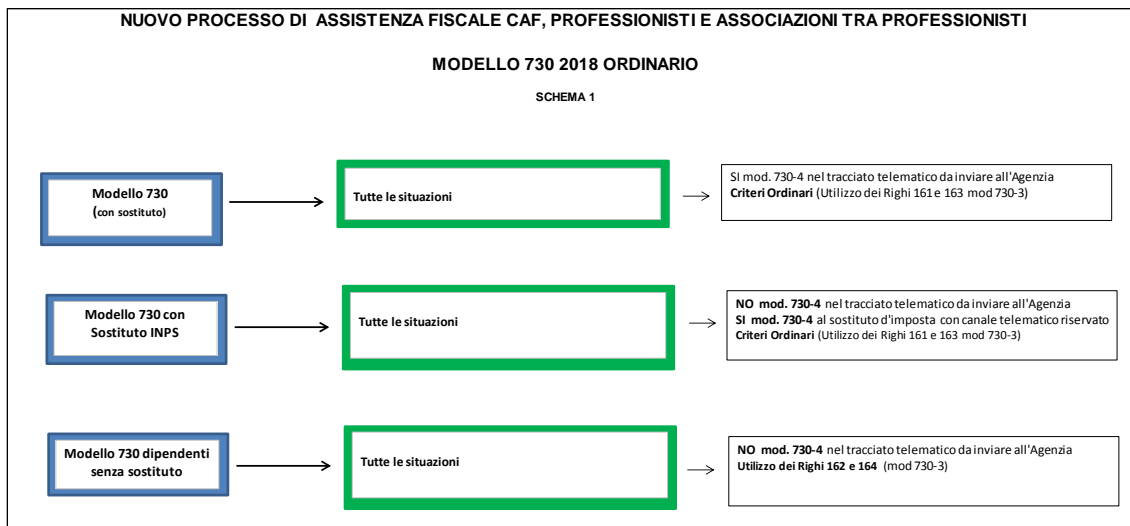 NUOVO PROCESSO DI ASSISTENZA FISCALE CAF, PROFESSIONISTI E ASSOCIAZIONI TRA PROFESSIONISTI
MODELLO 730 2018 ORDINARIO
SCHEMA 1
Modello 730
(con sostituto)
Tutte le situazioni
SI mod. 730-4 nel tracciato telematico da inviare all'Agenzia
Criteri Ordinari (Utilizzo dei Righi 161 e 163 mod 730-3)
Modello 730 con
Sostituto INPS
Tutte le situazioni
NO mod. 730-4 nel tracciato telematico da inviare all'Agenzia
SI mod. 730-4 al sostituto d'imposta con canale telematico riservato
Criteri Ordinari (Utilizzo dei Righi 161 e 163 mod 730-3)
Modello 730 dipendenti
senza sostituto
Tutte le situazioni
NO mod. 730-4 nel tracciato telematico da inviare all'Agenzia
Utilizzo dei Righi 162 e 164 (mod 730-3)